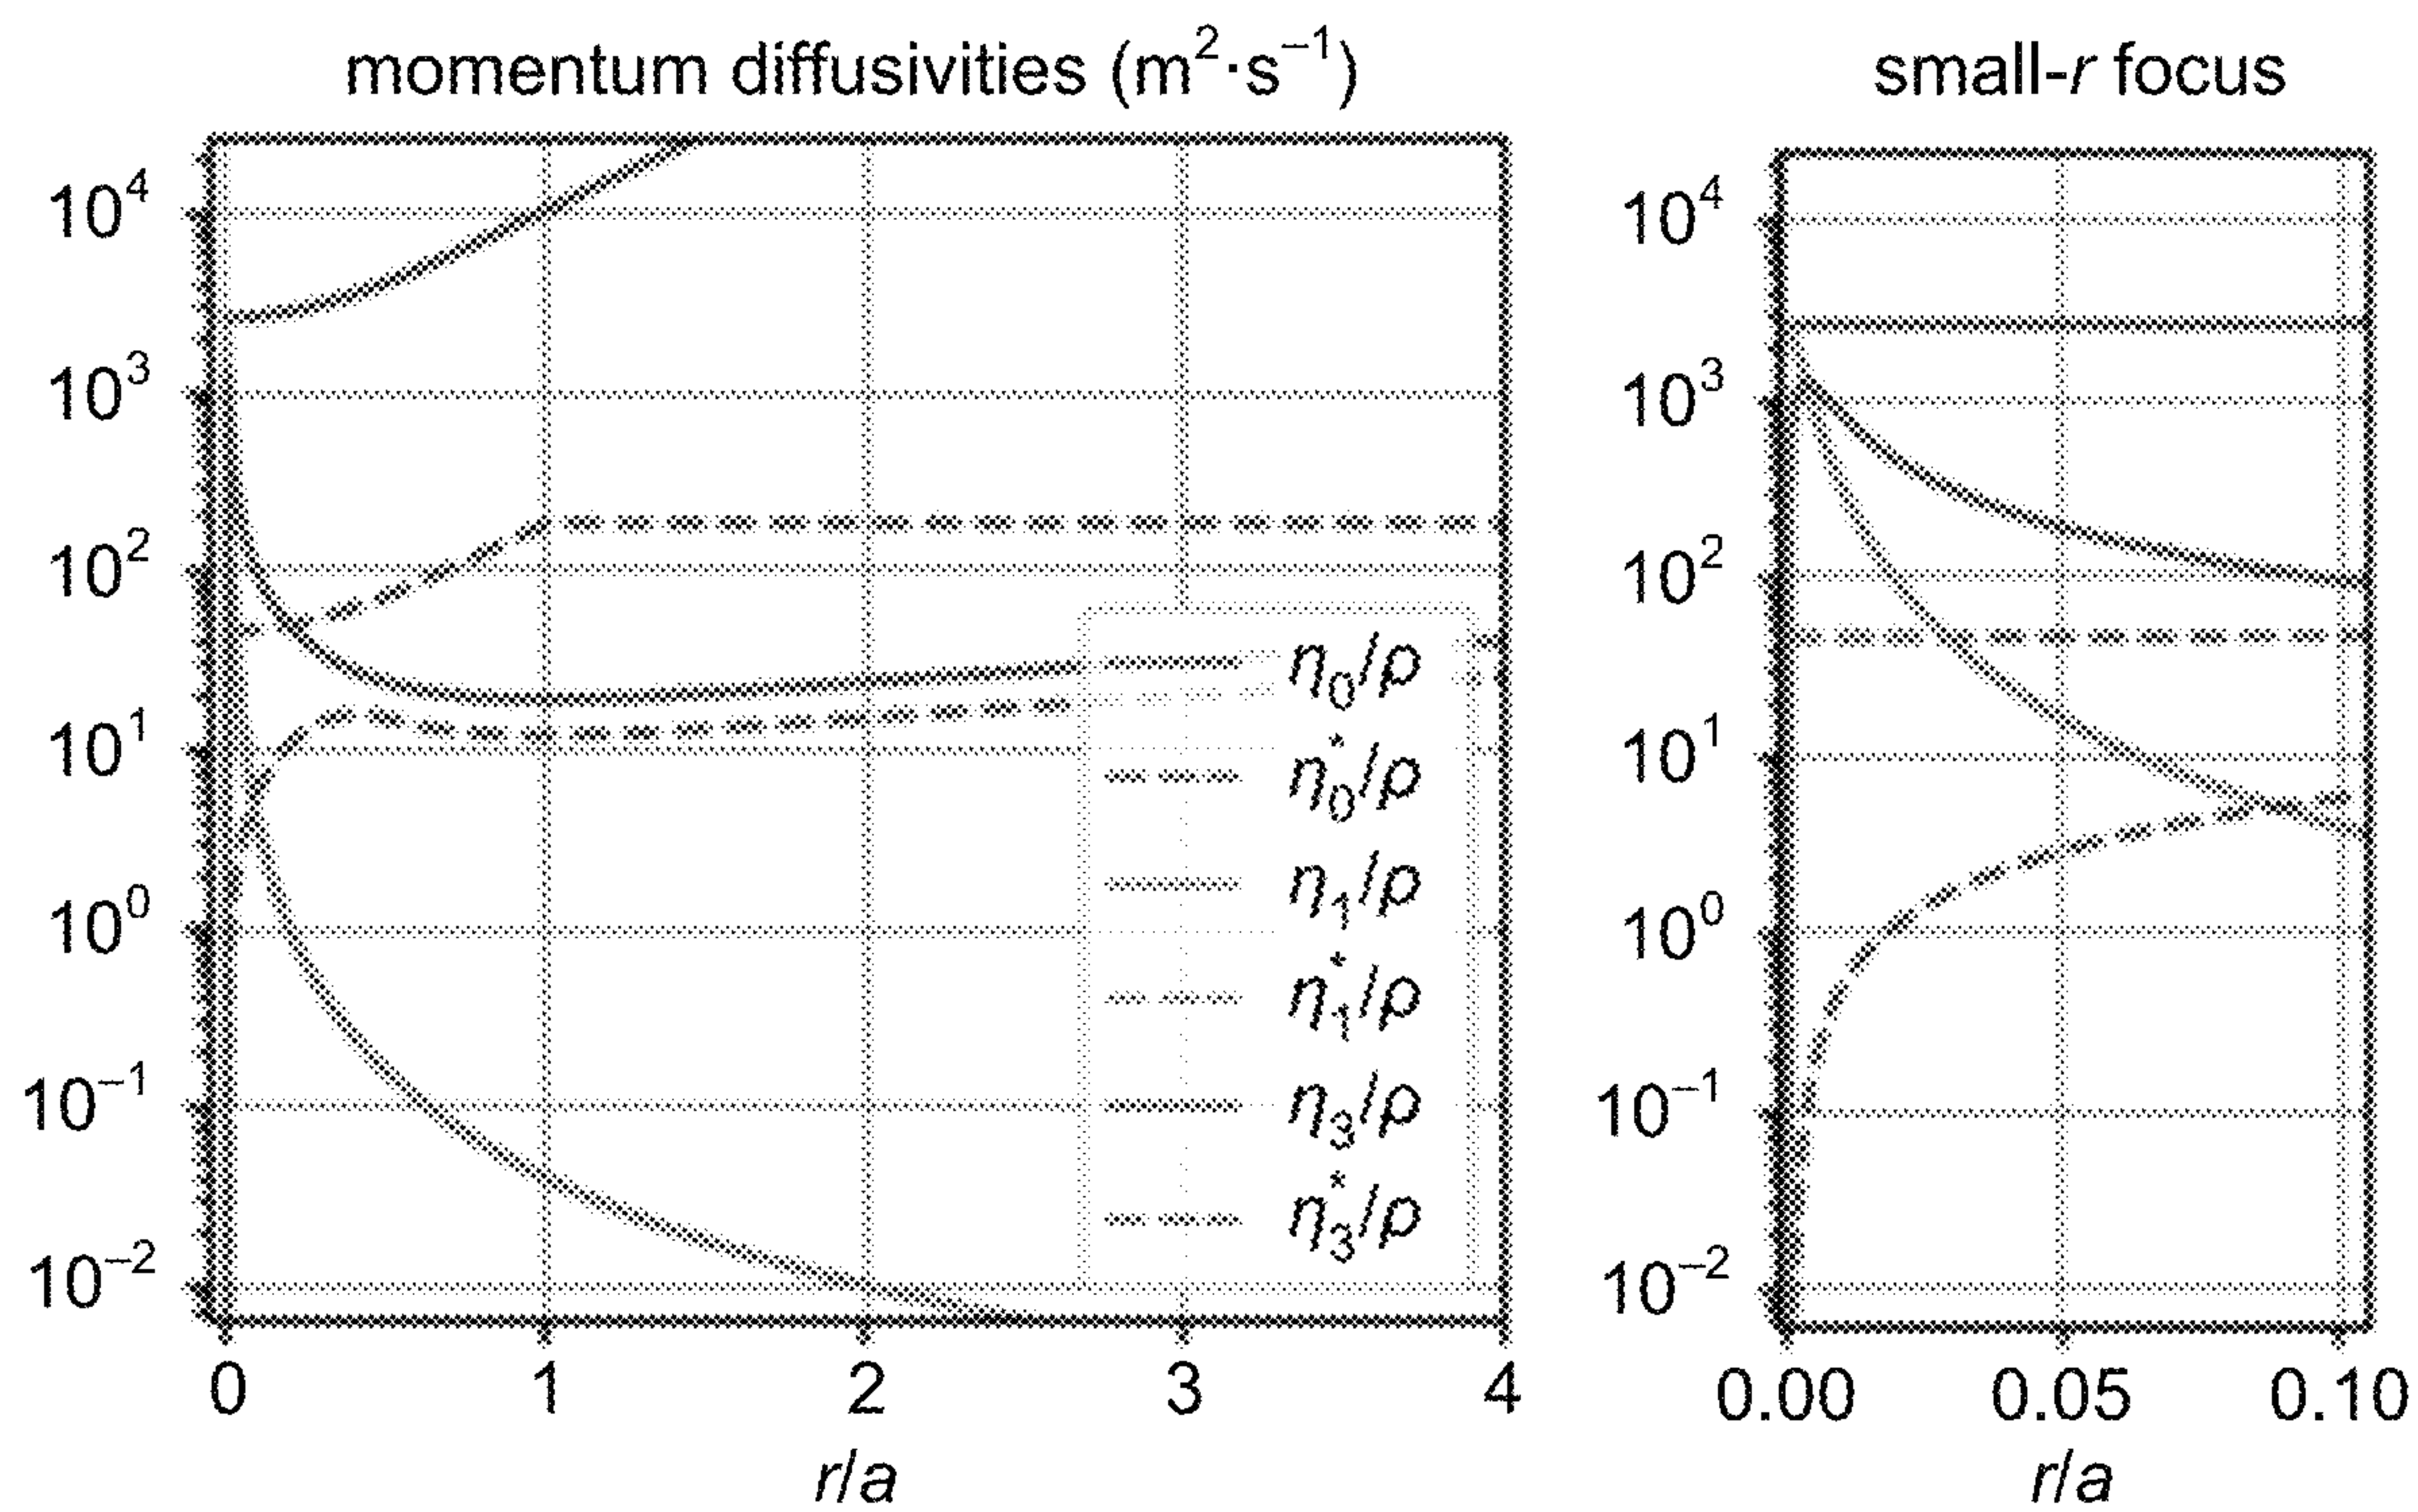 momentum diffusivities (m²·s⁻¹)
10⁴
10³
10²
10¹
10⁰
10⁻¹
10⁻²
0 1 2 3 4
r/a
η₀/ρ
η₀*/ρ
η₁/ρ
η₁*/ρ
η₃/ρ
η₃*/ρ
small-r focus
10⁴
10³
10²
10¹
10⁰
10⁻¹
10⁻²
0.00 0.05 0.10
r/a